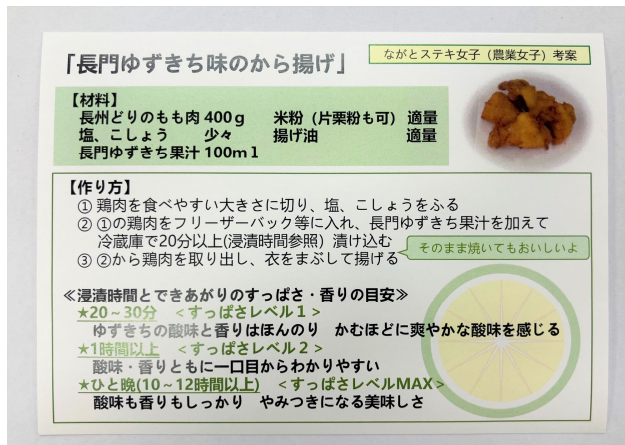 「長門ゆずきち味のから揚げ」
ながとステキ女子（農業女子）考案
【材料】
長州どりのもも肉 400g　米粉（片栗粉も可）適量
塩、こしょう　少々　揚げ油　適量
長門ゆずきち果汁 100ml
【作り方】
① 鶏肉を食べやすい大きさに切り、塩、こしょうをふる
② ①の鶏肉をフリーザーバック等に入れ、長門ゆずきち果汁を加えて
冷蔵庫で20分以上(浸漬時間参照) 漬け込む
そのまま焼いてもおいしいよ
③ ②から鶏肉を取り出し、衣をまぶして揚げる
≪浸漬時間とできあがりのすっぱさ・香りの目安≫
★20～30分　＜すっぱさレベル１＞
ゆずきちの酸味と香りはほんのり　かむほどに爽やかな酸味を感じる
★1時間以上　＜すっぱさレベル２＞
酸味・香りともに一口目からわかりやすい
★ひと晩(10～12時間以上)　＜すっぱさレベルMAX＞
酸味も香りもしっかり　やみつきになる美味しさ